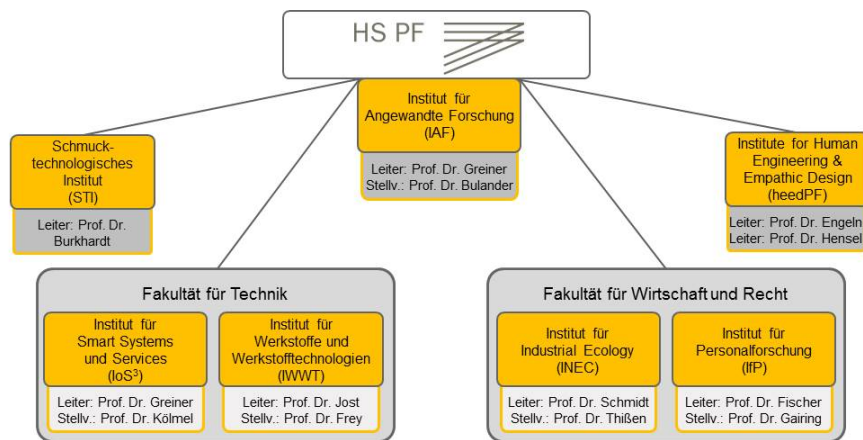 HS PF
Institut für
Angewandte Forschung
(IAF)
Leiter: Prof. Dr. Greiner
Stellv.: Prof. Dr. Bulander
Schmuck-
technologisches
Institut
(STI)
Leiter: Prof. Dr.
Burkhardt
Institute for Human
Engineering &
Empathic Design
(heedPF)
Leiter: Prof. Dr. Engeln
Leiter: Prof. Dr. Hensel
Fakultät für Technik
Institut für
Smart Systems
und Services
(IoS³)
Leiter: Prof. Dr. Greiner
Stellv.: Prof. Dr. Kölmel
Institut für
Werkstoffe und
Werkstofftechnologien
(IWWT)
Leiter: Prof. Dr. Jost
Stellv.: Prof. Dr. Frey
Fakultät für Wirtschaft und Recht
Institut für
Industrial Ecology
(INEC)
Leiter: Prof. Dr. Schmidt
Stellv.: Prof. Dr. Thißen
Institut für
Personalforschung
(IfP)
Leiter: Prof. Dr. Fischer
Stellv.: Prof. Dr. Gairing